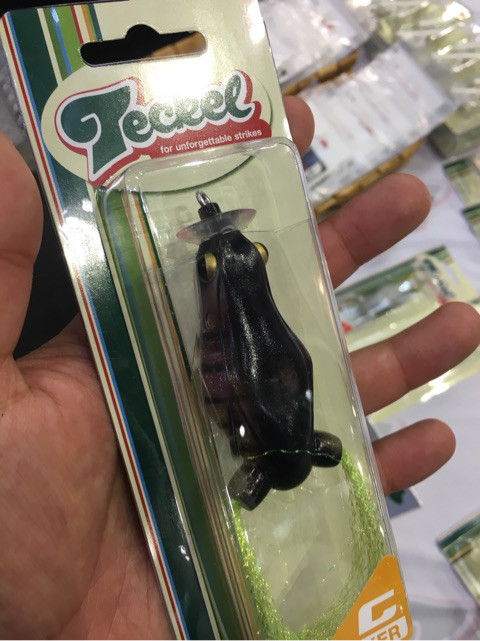 Teckel
for unforgettable strikes